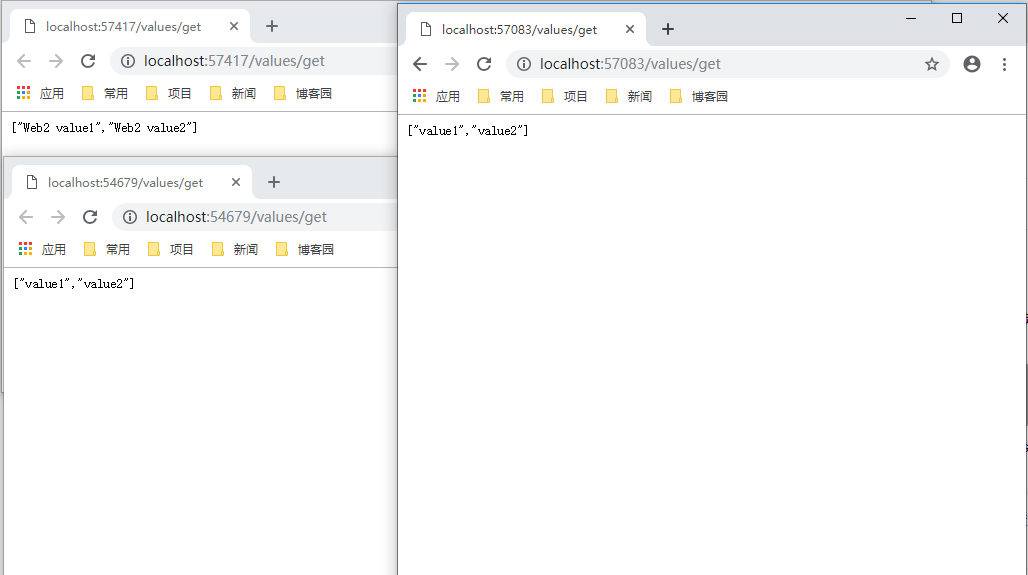 localhost:57417/values/get
localhost:57417/values/get
应用 常用 项目 新闻 博客园
["Web2 value1","Web2 value2"]
localhost:54679/values/get
localhost:54679/values/get
应用 常用 项目 新闻 博客园
["value1","value2"]
localhost:57083/values/get
localhost:57083/values/get
应用 常用 项目 新闻 博客园
["value1","value2"]